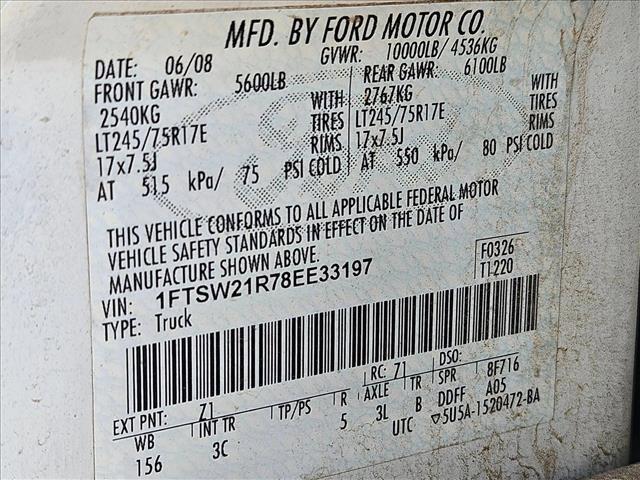 MFD. BY FORD MOTOR CO.
DATE: 06/08 GVWR: 10000LB/ 4536KG
FRONT GAWR: 5600LB REAR GAWR: 6100LB
2540KG WITH 2767KG WITH
LT245/75R17E TIRES LT245/75R17E TIRES
17x7.5J RIMS 17x7.5J RIMS
AT 515 kPa/ 75 PSI COLD AT 550 kPa/ 80 PSI COLD
THIS VEHICLE CONFORMS TO ALL APPLICABLE FEDERAL MOTOR
VEHICLE SAFETY STANDARDS IN EFFECT ON THE DATE OF
MANUFACTURE SHOWN ABOVE.
F0326
VIN: 1FTSW21R78EE33197 T1220
TYPE: Truck
EXT PNT: Z1 RC: Z1 DSO:
WB INT TR TP/PS R AXLE TR SPR 8F716
156 3C 5 3L B DDFF A05
UTC ▽5U5A-1520472-BA